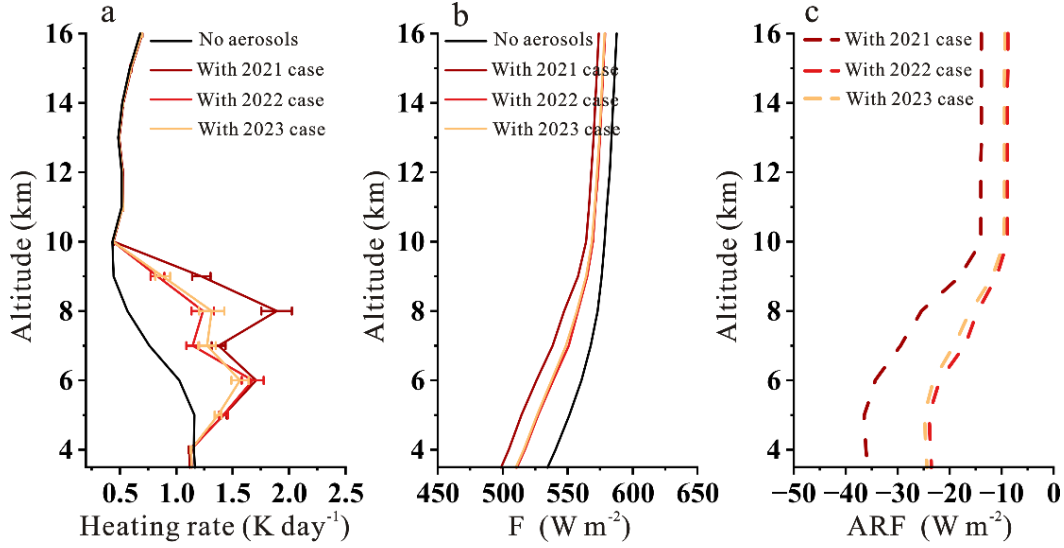 a
No aerosols
With 2021 case
With 2022 case
With 2023 case
16
14
12
10
8
6
4
Altitude (km)
0.5 1.0 1.5 2.0 2.5
Heating rate (K day⁻¹)
b
No aerosols
With 2021 case
With 2022 case
With 2023 case
16
14
12
10
8
6
4
Altitude (km)
450 500 550 600 650
F (W m⁻²)
c
With 2021 case
With 2022 case
With 2023 case
16
14
12
10
8
6
4
Altitude (km)
−50 −40 −30 −20 −10 0
ARF (W m⁻²)